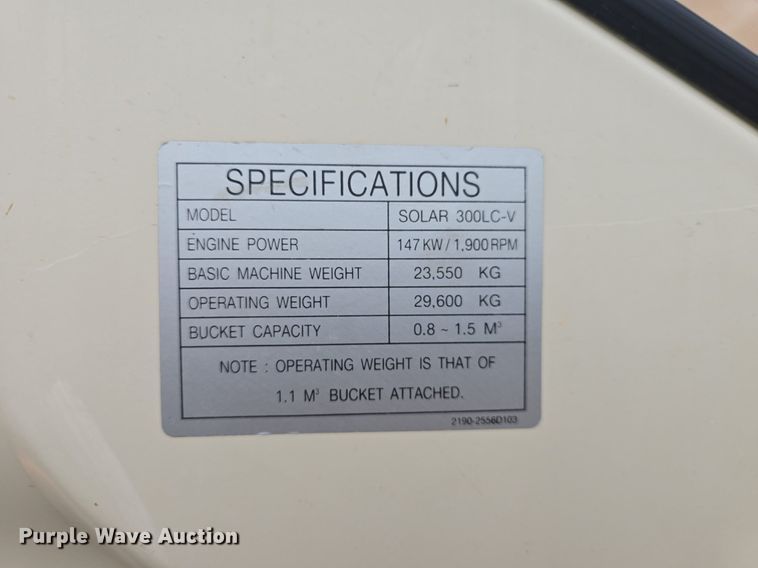 SPECIFICATIONS
MODEL SOLAR 300LC-V
ENGINE POWER 147 KW / 1,900 RPM
BASIC MACHINE WEIGHT 23,550 KG
OPERATING WEIGHT 29,600 KG
BUCKET CAPACITY 0.8 ~ 1.5 M³
NOTE : OPERATING WEIGHT IS THAT OF
1.1 M³ BUCKET ATTACHED.
2190-2556D103
Purple Wave Auction